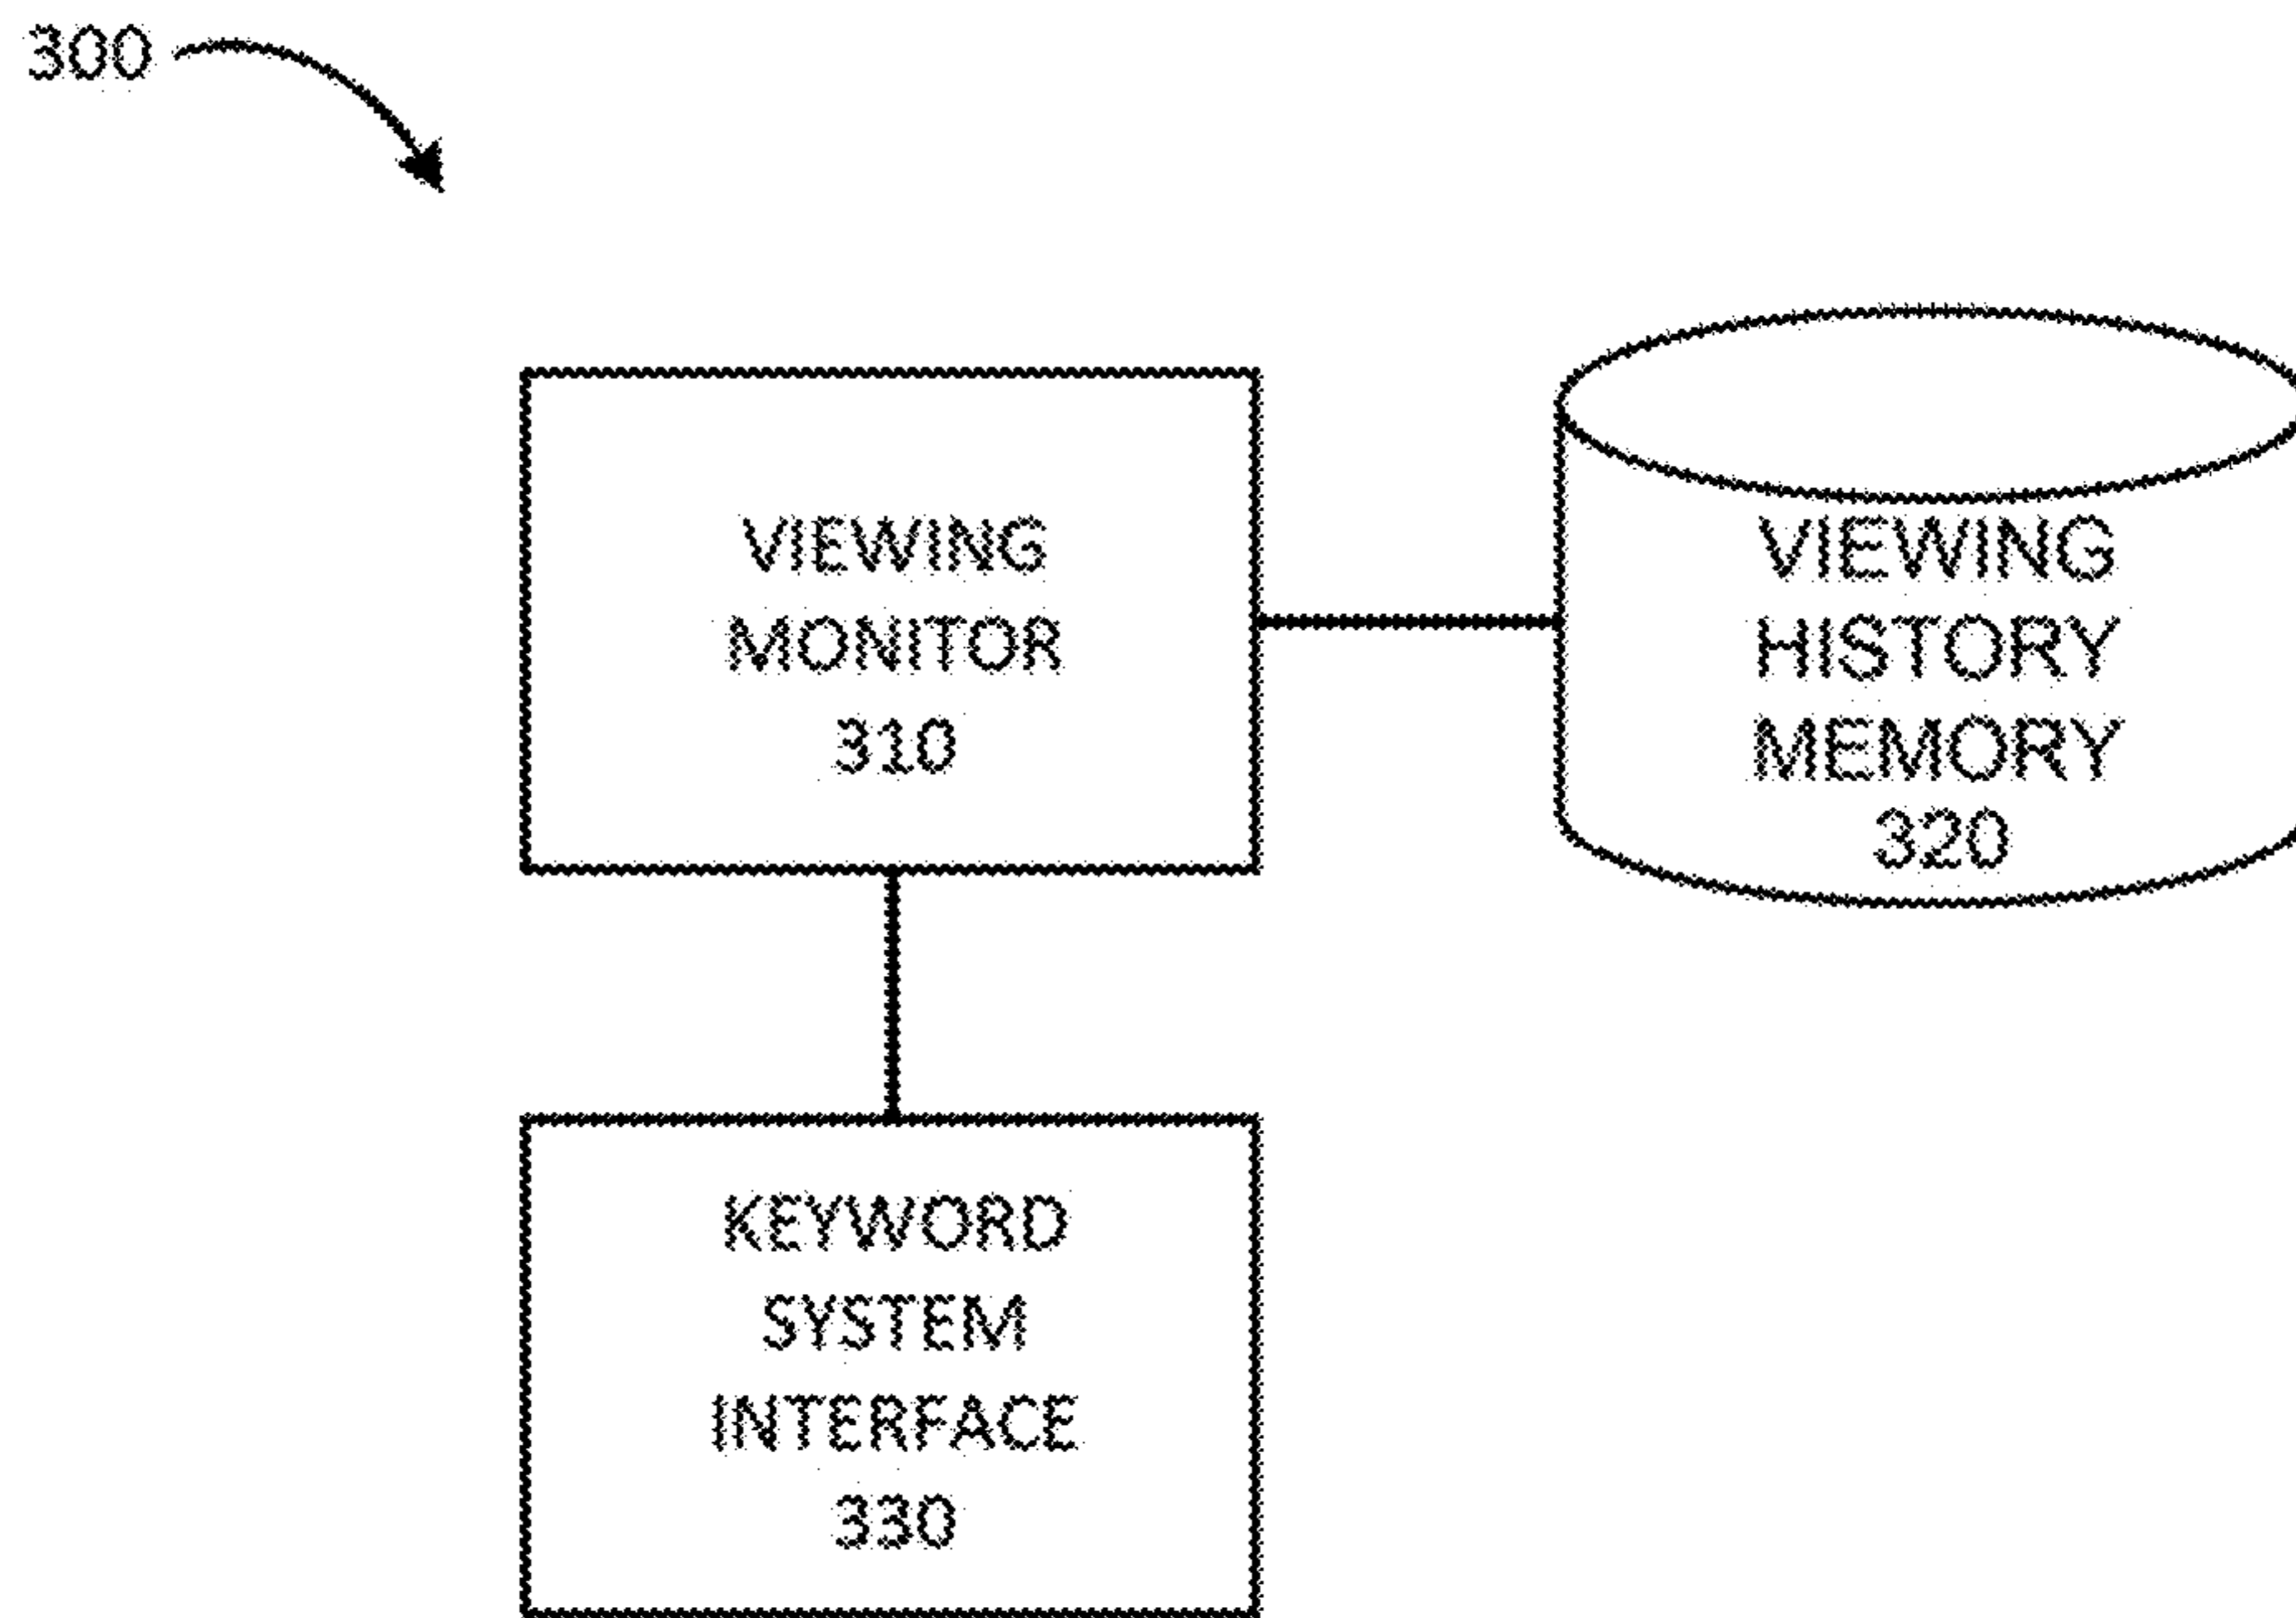 300
VIEWING
MONITOR
310
VIEWING
HISTORY
MEMORY
320
KEYWORD
SYSTEM
INTERFACE
330